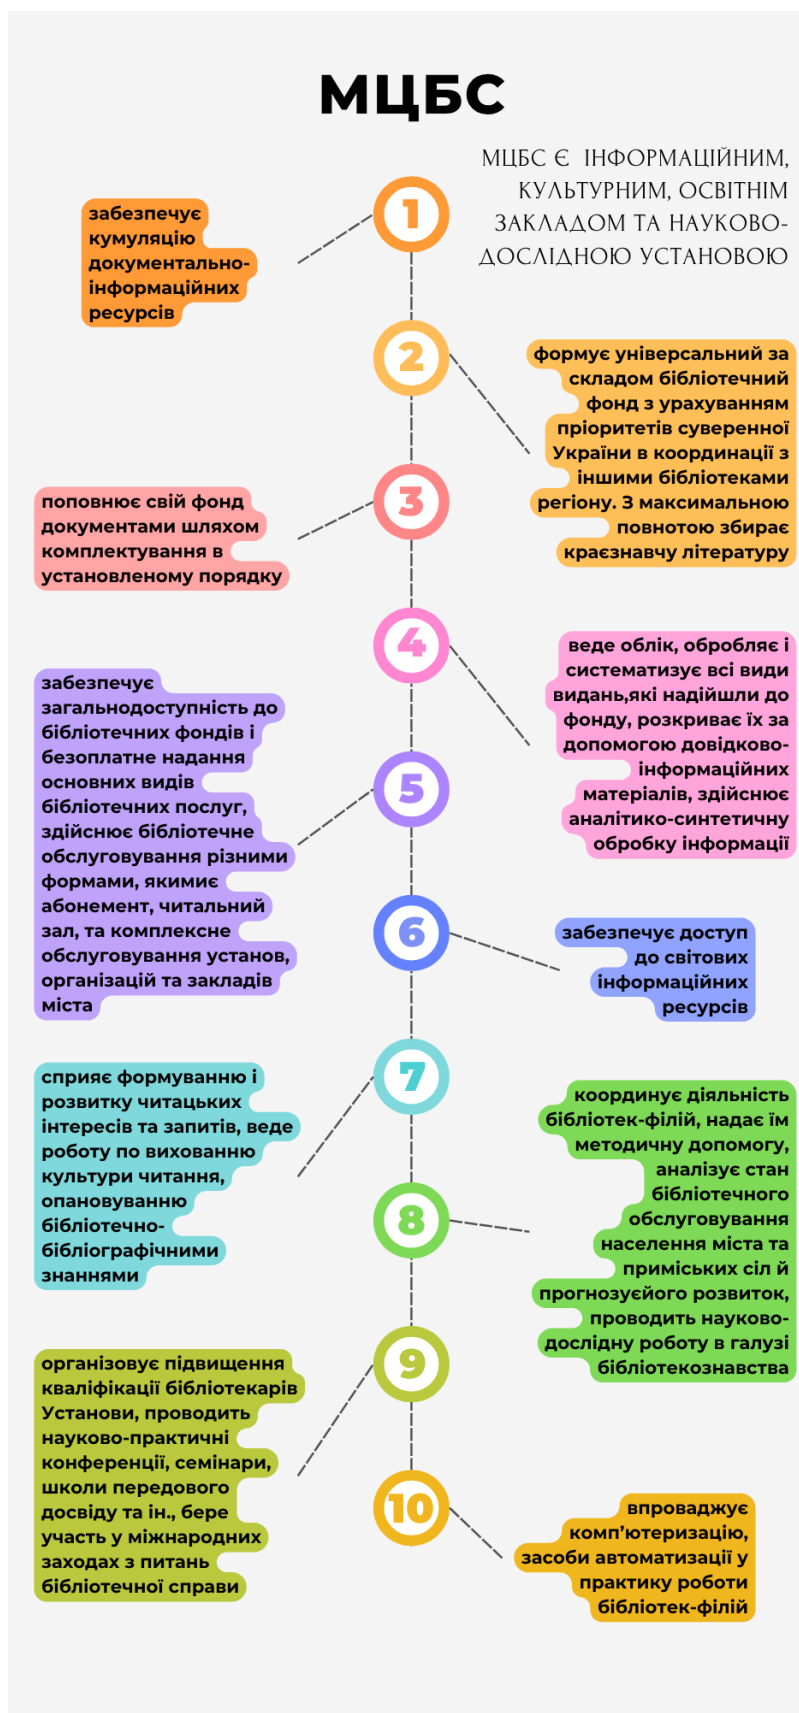 МЦБС
МЦБС Є ІНФОРМАЦІЙНИМ,
КУЛЬТУРНИМ, ОСВІТНІМ
ЗАКЛАДОМ ТА НАУКОВО-
ДОСЛІДНОЮ УСТАНОВОЮ
1
забезпечує
кумуляцію
документально-
інформаційних
ресурсів
2
формує універсальний за
складом бібліотечний
фонд з урахуванням
пріоритетів суверенної
України в координації з
іншими бібліотеками
регіону. З максимальною
повнотою збирає
краєзнавчу літературу
3
поповнює свій фонд
документами шляхом
комплектування в
установленому порядку
4
веде облік, обробляє і
систематизує всі види
видань,які надійшли до
фонду, розкриває їх за
допомогою довідково-
інформаційних
матеріалів, здійснює
аналітико-синтетичну
обробку інформації
5
забезпечує
загальнодоступність до
бібліотечних фондів і
безоплатне надання
основних видів
бібліотечних послуг,
здійснює бібліотечне
обслуговування різними
формами, якимиє
абонемент, читальний
зал, та комплексне
обслуговування установ,
організацій та закладів
міста
6
забезпечує доступ
до світових
інформаційних
ресурсів
7
сприяє формуванню і
розвитку читацьких
інтересів та запитів, веде
роботу по вихованню
культури читання,
опановуванню
бібліотечно-
бібліографічними
знаннями
8
координує діяльність
бібліотек-філій, надає їм
методичну допомогу,
аналізує стан
бібліотечного
обслуговування
населення міста та
приміських сіл й
прогнозуєйого розвиток,
проводить науково-
дослідну роботу в галузі
бібліотекознавства
9
організовує підвищення
кваліфікації бібліотекарів
Установи, проводить
науково-практичні
конференції, семінари,
школи передового
досвіду та ін., бере
участь у міжнародних
заходах з питань
бібліотечної справи
10
впроваджує
комп’ютеризацію,
засоби автоматизації у
практику роботи
бібліотек-філій